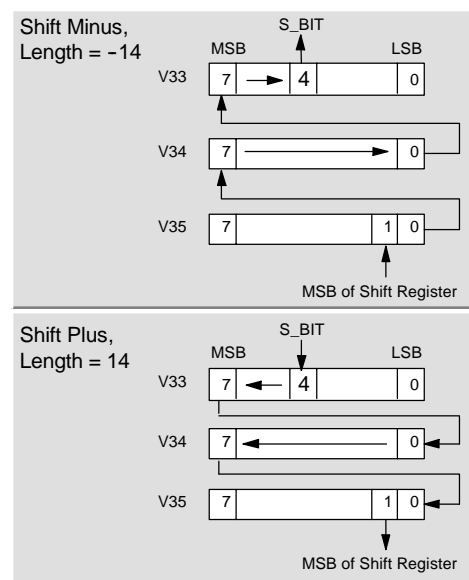 Shift Minus,
Length = -14
S_BIT
MSB LSB
V33 7 4 0
V34 7 0
V35 7 1 0
MSB of Shift Register
Shift Plus,
Length = 14
S_BIT
MSB LSB
V33 7 4 0
V34 7 0
V35 7 1 0
MSB of Shift Register